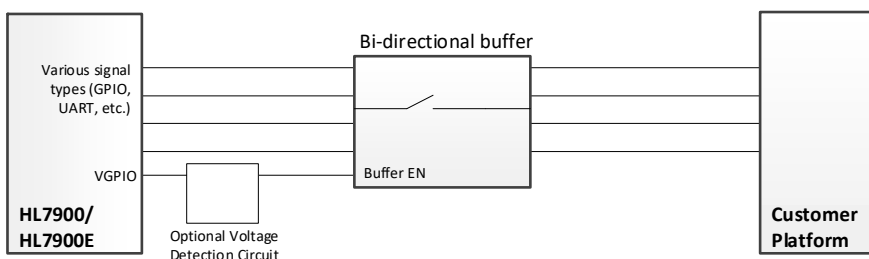 Bi-directional buffer
Various signal
types (GPIO,
UART, etc.)
VGPIO
Buffer EN
HL7900/
HL7900E
Optional Voltage
Detection Circuit
Customer
Platform